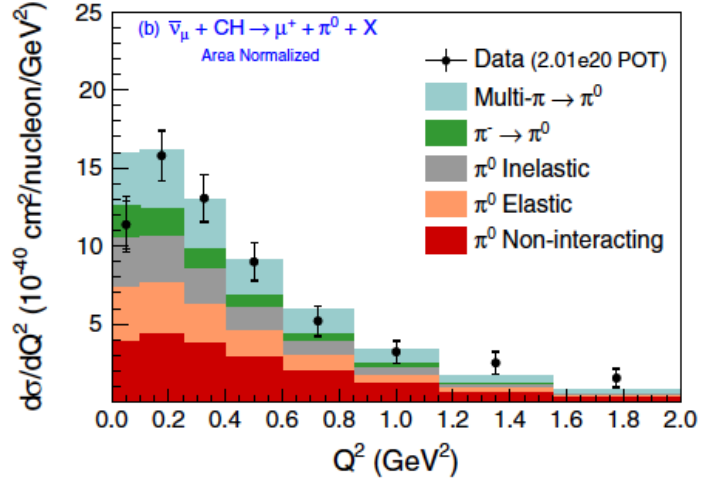 (b) ν̅μ + CH → μ⁺ + π⁰ + X
Area Normalized
Data (2.01e20 POT)
Multi-π → π⁰
π⁻ → π⁰
π⁰ Inelastic
π⁰ Elastic
π⁰ Non-interacting
dσ/dQ² (10⁻⁴⁰ cm²/nucleon/GeV²)
25
20
15
10
5
0.0 0.2 0.4 0.6 0.8 1.0 1.2 1.4 1.6 1.8 2.0
Q² (GeV²)